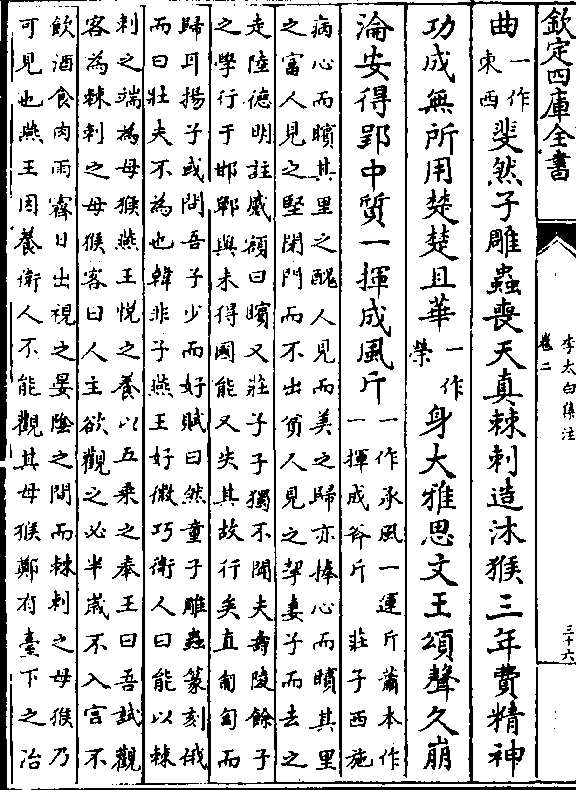 欽定四庫全書
李太白集注
卷二
三十六
曲一作東西斐然子雕蟲喪天真棘刺造沐猴三年費精神
功成無所用楚楚且華一作榮身大雅思文王頌聲久崩
淪安得郢中質一揮成風斤
一作承風一運斤蕭本作
一揮成斧斤 莊子西施
病心而矉其里之醜人見而美之歸亦捧心而矉其里
之富人見之堅閉門而不出貧人見之挈妻子而去之
走陸德明註蹙額曰矉又莊子子獨不聞夫壽陵餘子
之學行于邯鄲與未得國能又失其故行矣直匍匐而
歸耳揚子或問吾子少而好賦曰然童子雕蟲篆刻俄
而曰壯夫不為也韓非子燕王好微巧衛人曰能以棘
刺之端為母猴燕王悅之養以五乘之奉王曰吾試觀
客為棘刺之母猴客曰人主欲觀之必半歲不入宫不
飲酒食肉雨霽日出視之晏陰之間而棘刺之母猴乃
可見也燕王因養衛人不能觀其母猴鄭有臺下之冶